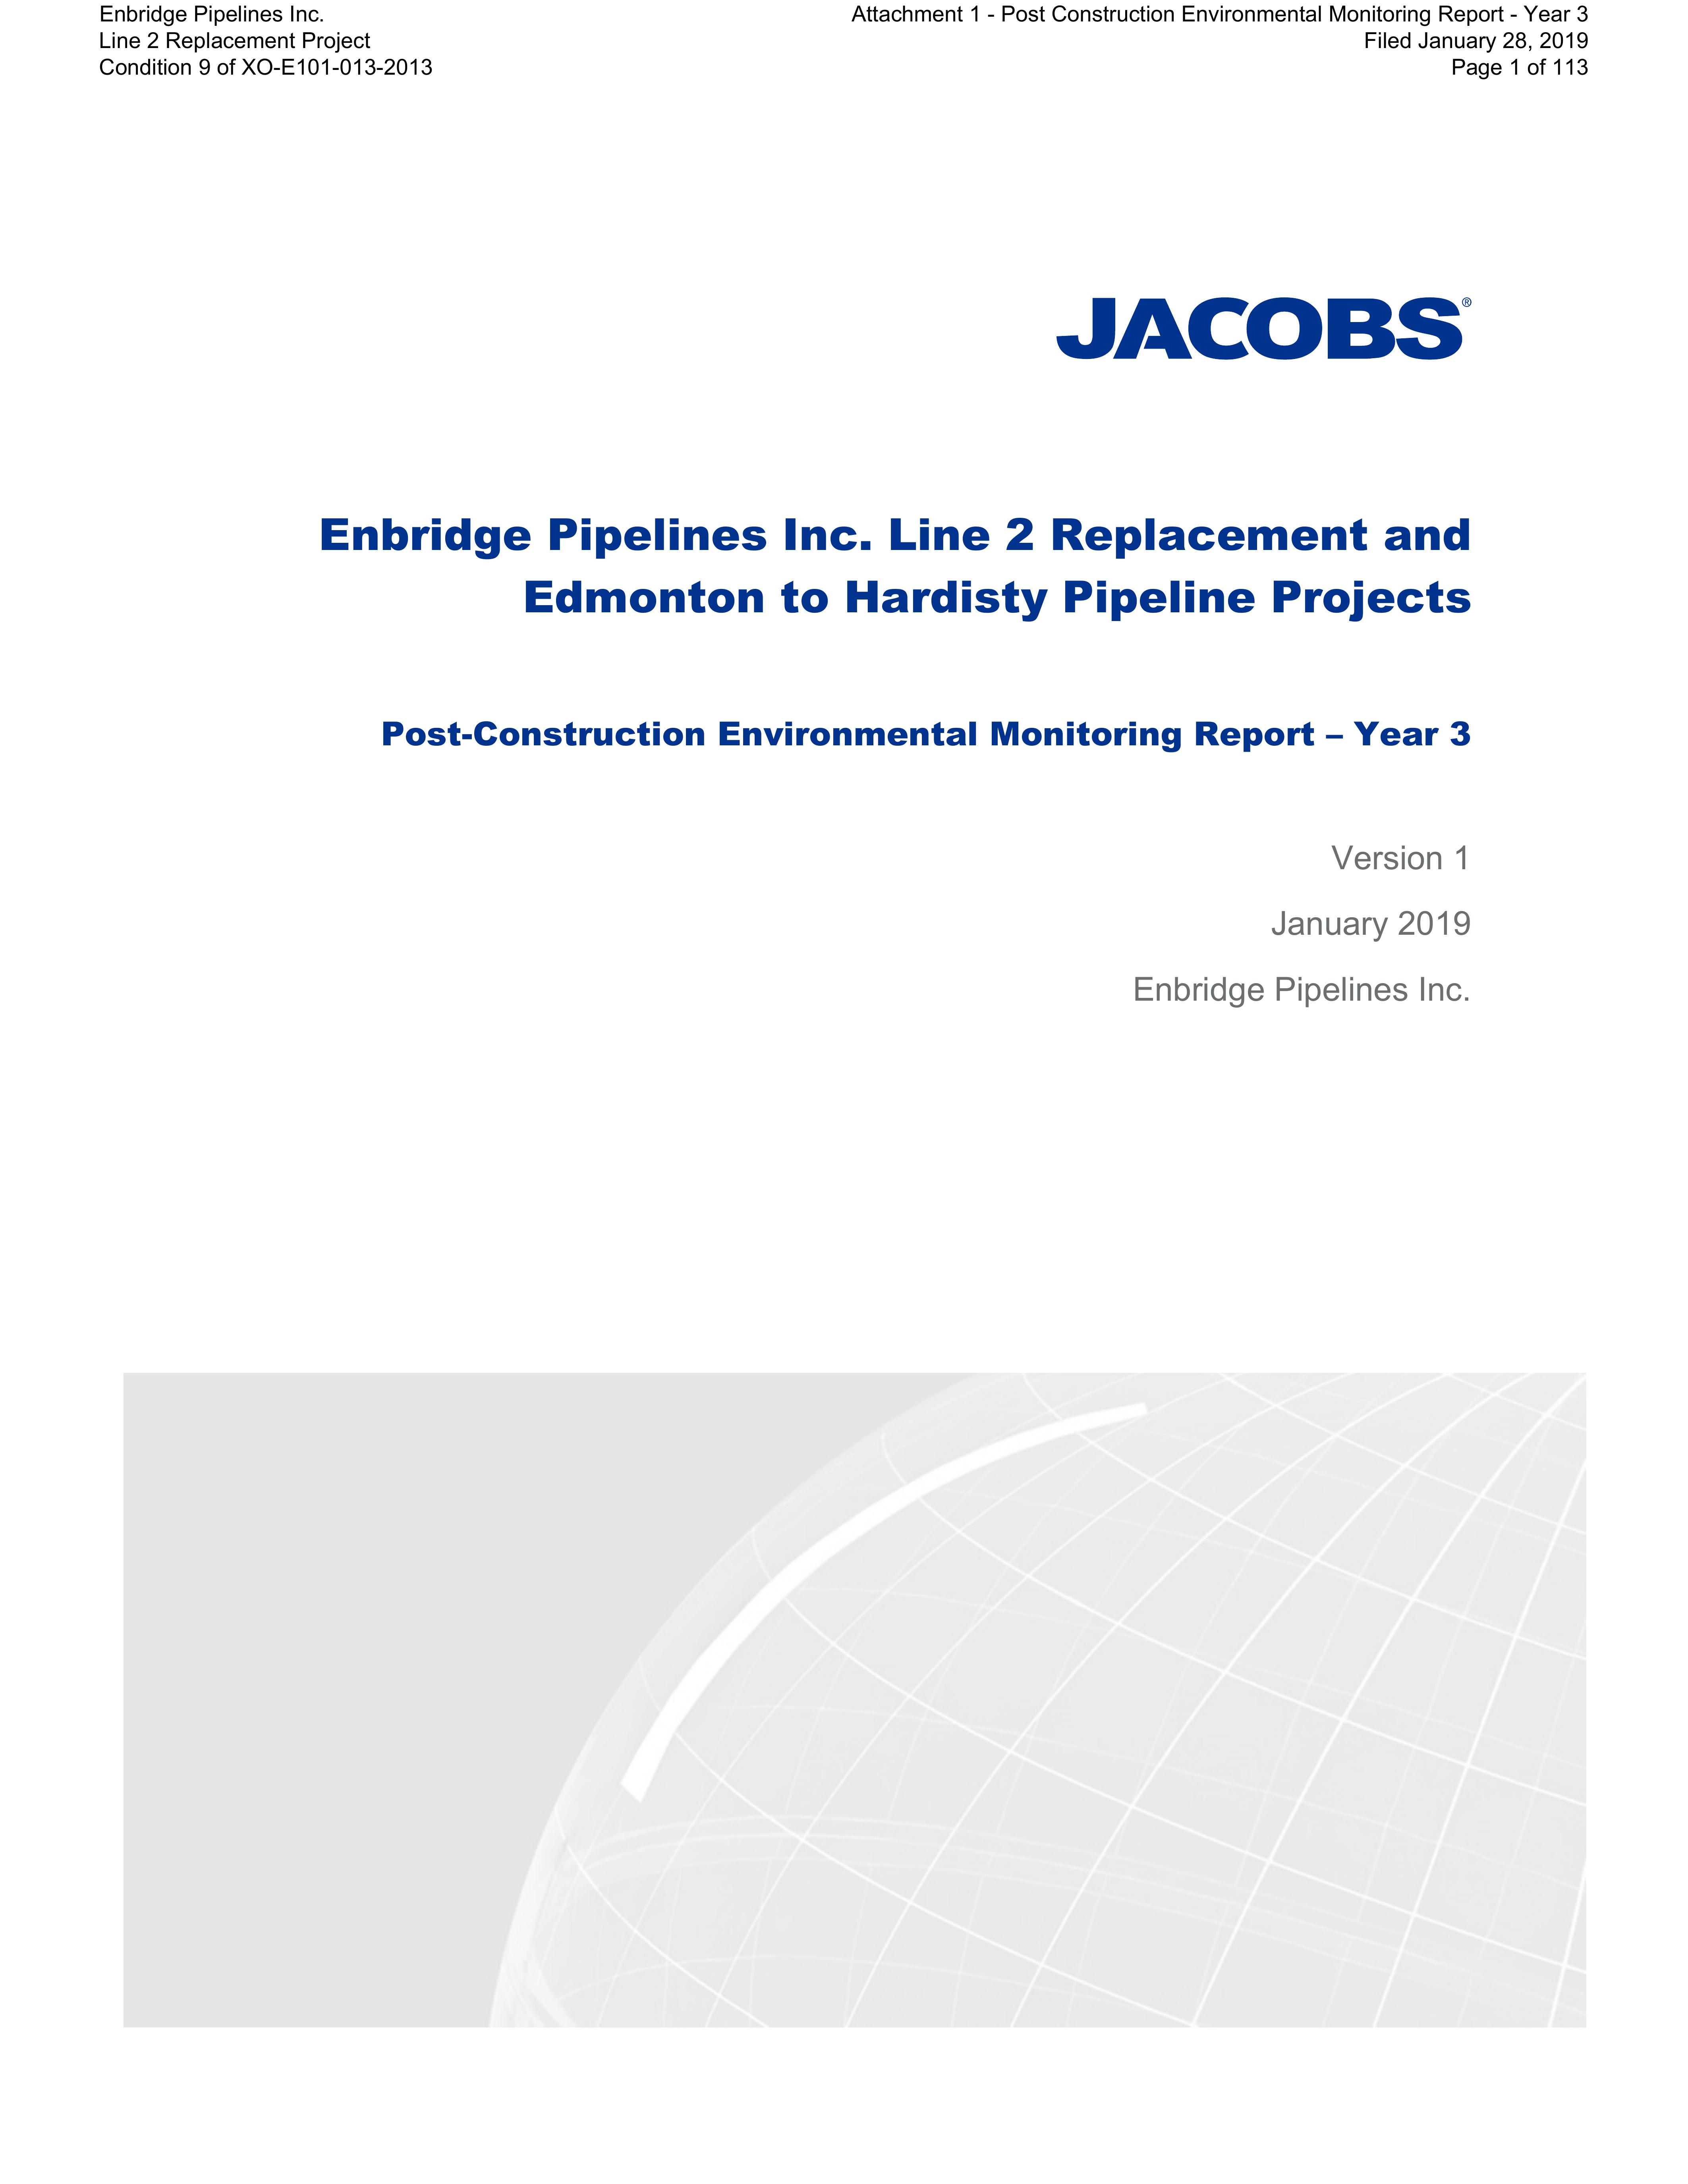 Enbridge Pipelines Inc.
Line 2 Replacement Project
Condition 9 of XO-E101-013-2013
Attachment 1 - Post Construction Environmental Monitoring Report - Year 3
Filed January 28, 2019
Page 1 of 113
JACOBS®
Enbridge Pipelines Inc. Line 2 Replacement and
Edmonton to Hardisty Pipeline Projects
Post-Construction Environmental Monitoring Report – Year 3
Version 1
January 2019
Enbridge Pipelines Inc.